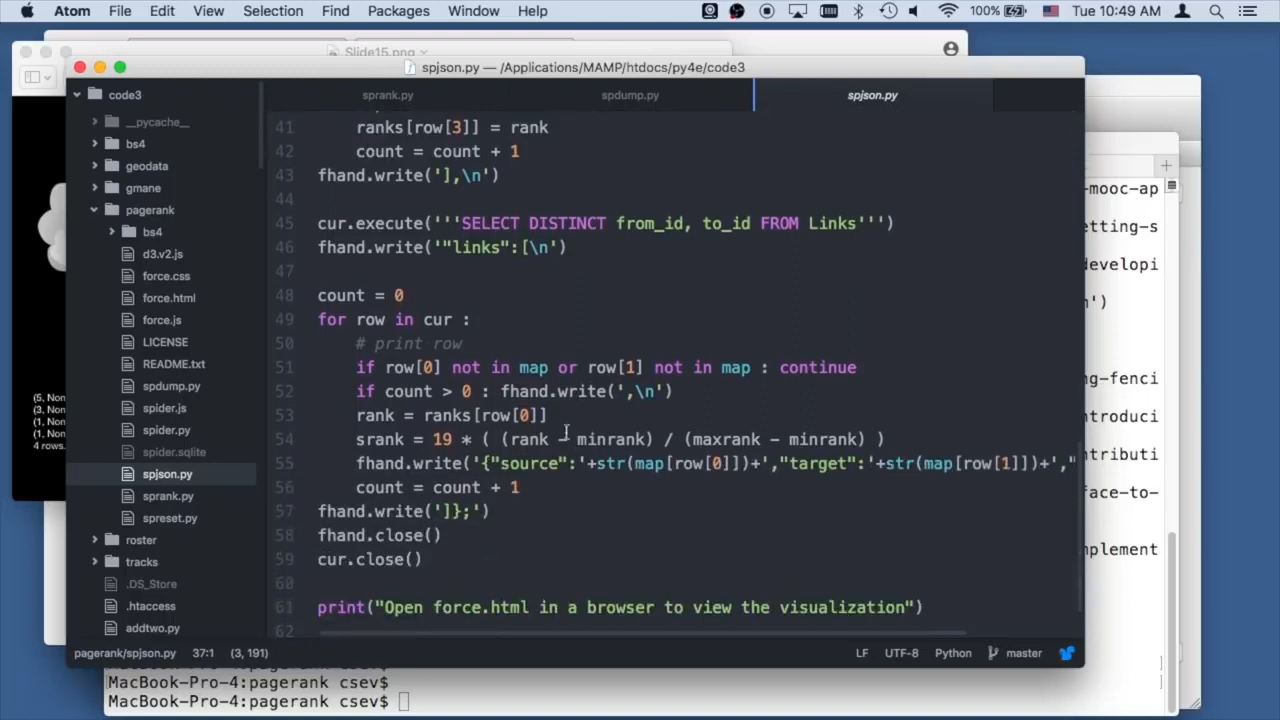 Atom File Edit View Selection Find Packages Window Help 100% Tue 10:49 AM
Slide15.png
spjson.py — /Applications/MAMP/htdocs/py4e/code3
code3
__pycache__
bs4
geodata
gmane
pagerank
bs4
d3.v2.js
force.css
force.html
force.js
LICENSE
README.txt
spdump.py
spider.js
spider.py
spider.sqlite
spjson.py
sprank.py
spreset.py
roster
tracks
.DS_Store
.htaccess
addtwo.py
sprank.py spdump.py spjson.py
41 ranks[row[3]] = rank
42 count = count + 1
43 fhand.write('],\n')
44
45 cur.execute('''SELECT DISTINCT from_id, to_id FROM Links''')
46 fhand.write('"links":[\n')
47
48 count = 0
49 for row in cur :
50 # print row
51 if row[0] not in map or row[1] not in map : continue
52 if count > 0 : fhand.write(',\n')
53 rank = ranks[row[0]]
54 srank = 19 * ( (rank - minrank) / (maxrank - minrank) )
55 fhand.write('{"source":'+str(map[row[0]])+',"target":'+str(map[row[1]])+',"
56 count = count + 1
57 fhand.write(']};')
58 fhand.close()
59 cur.close()
60
61 print("Open force.html in a browser to view the visualization")
62
pagerank/spjson.py 37:1 (3, 191) LF UTF-8 Python master
(5, Non
(3, Non
(1, Non
(1, Non
4 rows.
-mooc-ap
etting-s
developi
n')
ng-fenci
ntroduci
ntributi
face-to-
mplement
MacBook-Pro-4:pagerank csev$
MacBook-Pro-4:pagerank csev$